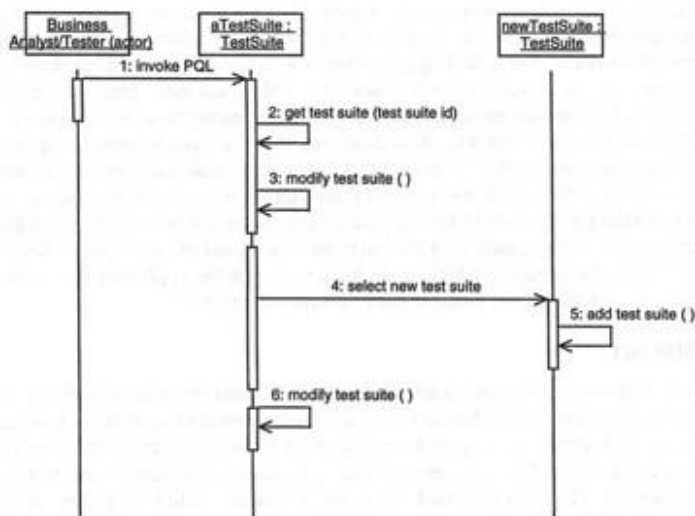 Business
Analyst/Tester (actor)
aTestSuite :
TestSuite
newTestSuite :
TestSuite
1: invoke PQL
2: get test suite (test suite id)
3: modify test suite ( )
4: select new test suite
5: add test suite ( )
6: modify test suite ( )